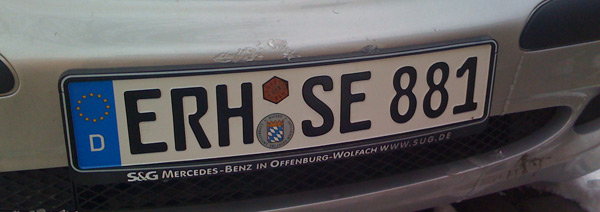 D ERH SE 881
S&G MERCEDES-BENZ IN OFFENBURG-WOLFACH WWW.SUG.DE